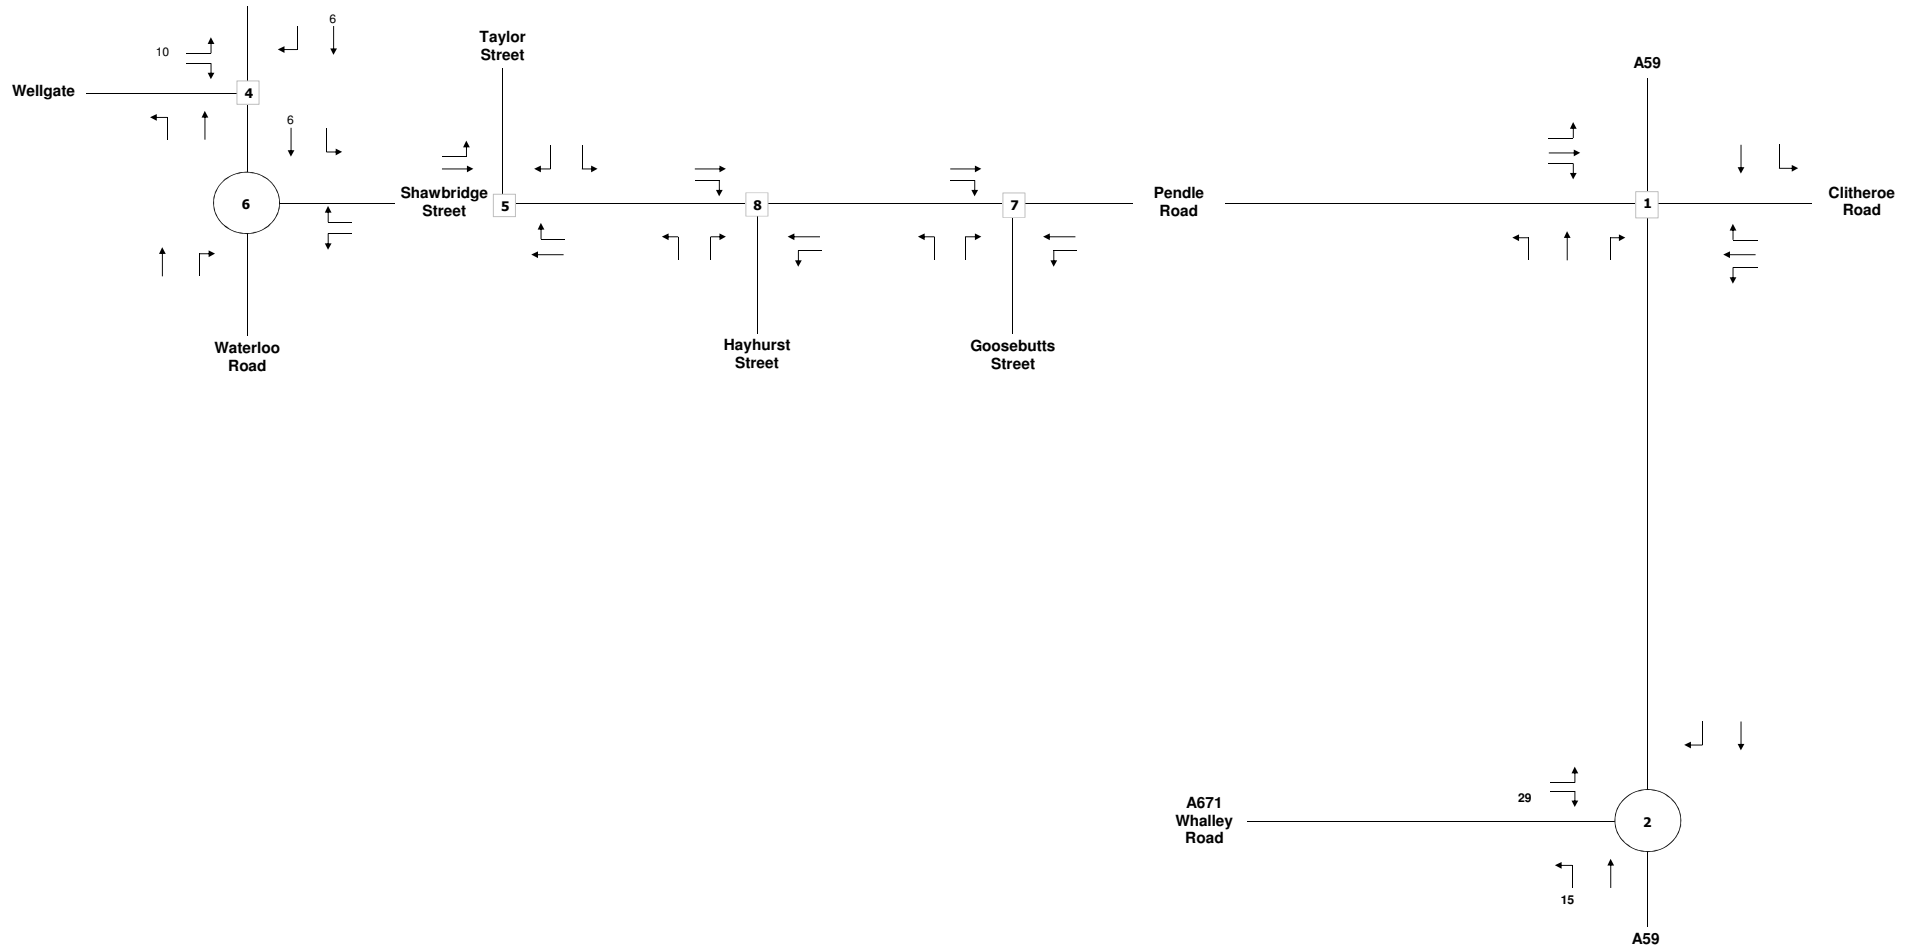 6
10
Taylor
Street
A59
Wellgate
4
6
Shawbridge
Street
Pendle
Road
Clitheroe
Road
6
5
8
7
1
Waterloo
Road
Hayhurst
Street
Goosebutts
Street
A671
Whalley
Road
29
2
15
A59